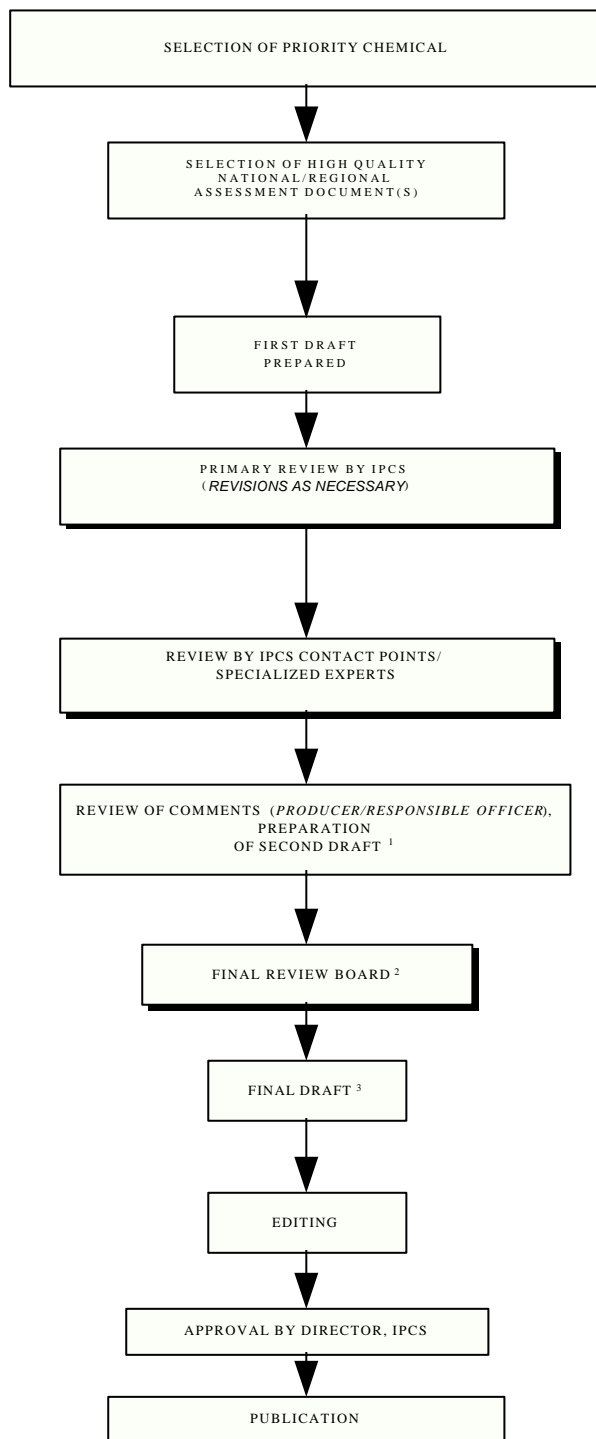 SELECTION OF PRIORITY CHEMICAL
SELECTION OF HIGH QUALITY
NATIONAL/REGIONAL
ASSESSMENT DOCUMENT(S)
FIRST DRAFT
PREPARED
PRIMARY REVIEW BY IPCS
(REVISIONS AS NECESSARY)
REVIEW BY IPCS CONTACT POINTS/
SPECIALIZED EXPERTS
REVIEW OF COMMENTS (PRODUCER/RESPONSIBLE OFFICER),
PREPARATION
OF SECOND DRAFT 1
FINAL REVIEW BOARD 2
FINAL DRAFT 3
EDITING
APPROVAL BY DIRECTOR, IPCS
PUBLICATION